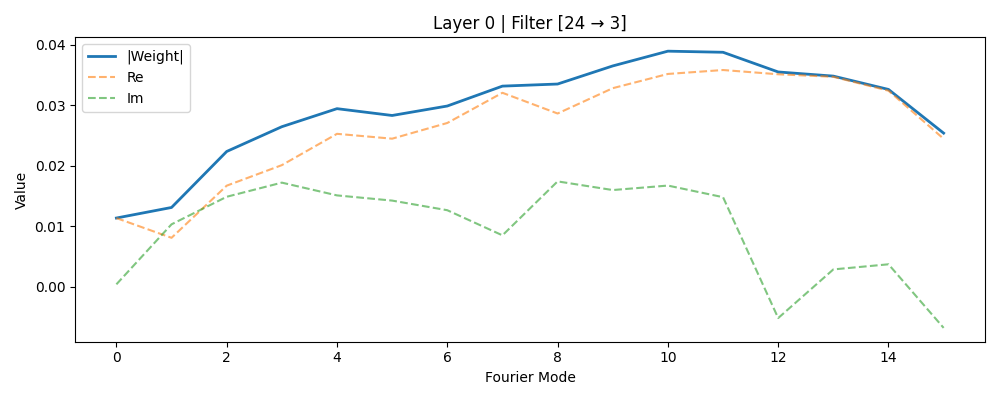 Layer 0 | Filter [24 → 3]
|Weight|
Re
Im
Value
0.04
0.03
0.02
0.01
0.00
0 2 4 6 8 10 12 14
Fourier Mode